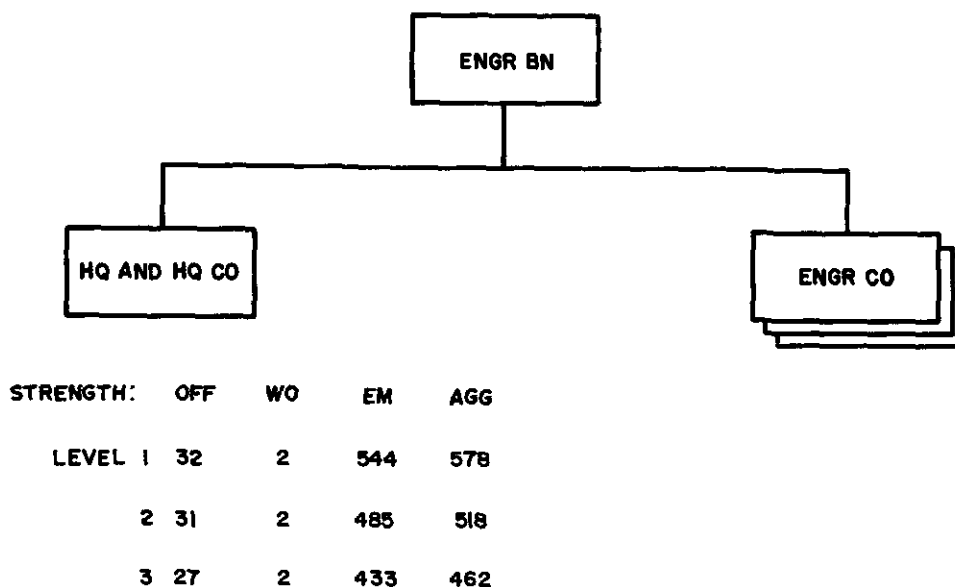 ENGR BN
HQ AND HQ CO
ENGR CO
STRENGTH: OFF WO EM AGG
LEVEL 1 32 2 544 578
2 31 2 485 518
3 27 2 433 462